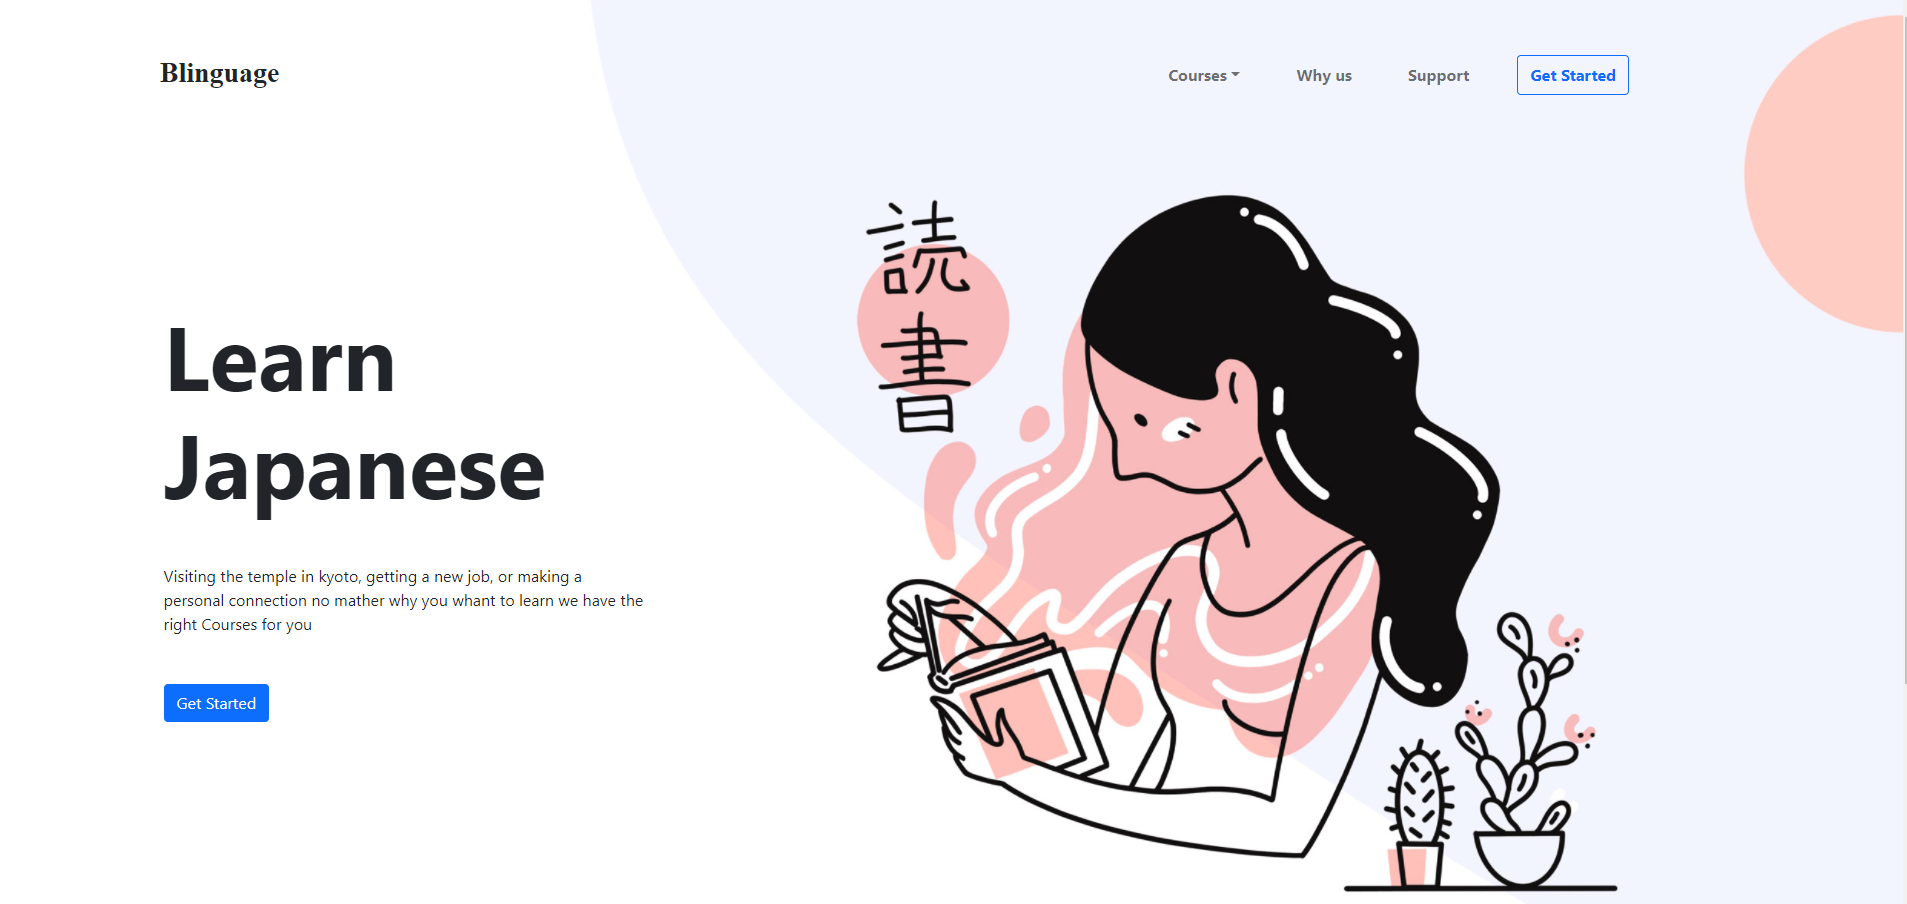 Blinguage
Courses
Why us
Support
Get Started
読
書
Learn
Japanese
Visiting the temple in kyoto, getting a new job, or making a
personal connection no mather why you whant to learn we have the
right Courses for you
Get Started